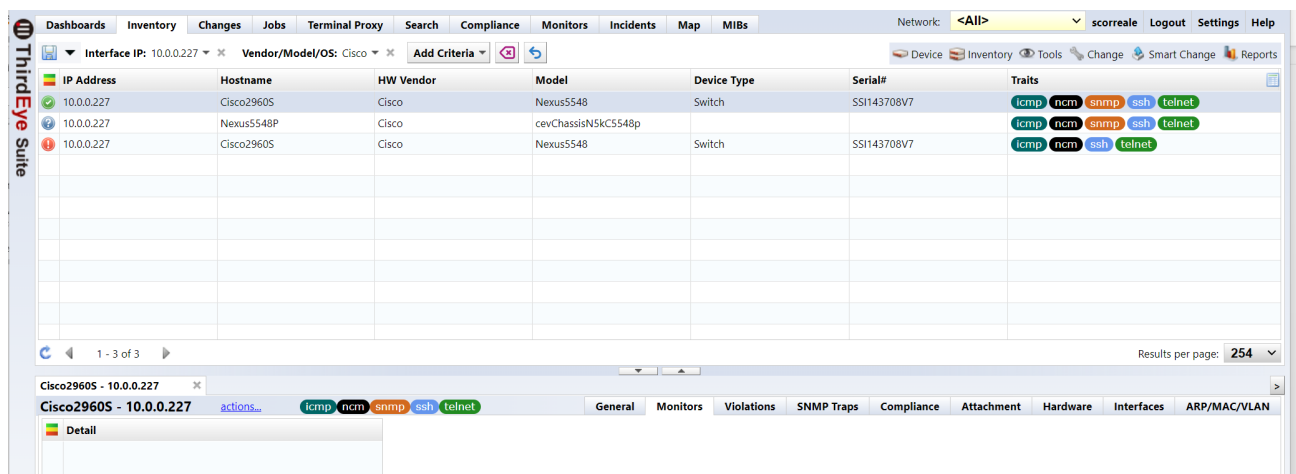 ThirdEye Suite
Dashboards Inventory Changes Jobs Terminal Proxy Search Compliance Monitors Incidents Map MIBs Network: <All> scorreale Logout Settings Help
Interface IP: 10.0.0.227 Vendor/Model/OS: Cisco Add Criteria Device Inventory Tools Change Smart Change Reports
IP Address Hostname HW Vendor Model Device Type Serial# Traits
10.0.0.227 Cisco2960S Cisco Nexus5548 Switch SSI143708V7 icmp ncm snmp ssh telnet
10.0.0.227 Nexus5548P Cisco cevChassisN5kC5548p icmp ncm snmp ssh telnet
10.0.0.227 Cisco2960S Cisco Nexus5548 Switch SSI143708V7 icmp ncm ssh telnet
1 - 3 of 3 Results per page: 254
Cisco2960S - 10.0.0.227
Cisco2960S - 10.0.0.227 actions... icmp ncm snmp ssh telnet General Monitors Violations SNMP Traps Compliance Attachment Hardware Interfaces ARP/MAC/VLAN
Detail